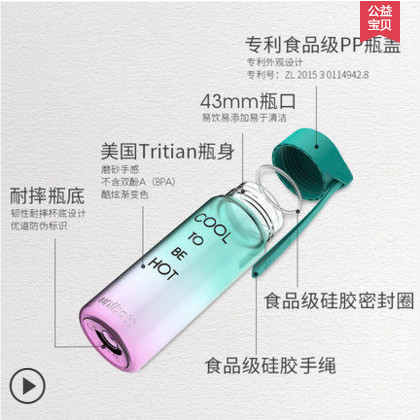 公益
宝贝
专利食品级PP瓶盖
专利外观设计
专利号：ZL 2015 3 0114942.8
43mm瓶口
易饮易添加易于清洁
美国Tritian瓶身
磨砂手感
不含双酚A（BPA）
酷炫渐变色
耐摔瓶底
韧性耐摔杯底设计
优道防伪标识
COOL
TO
BE
HOT
食品级硅胶密封圈
食品级硅胶手绳